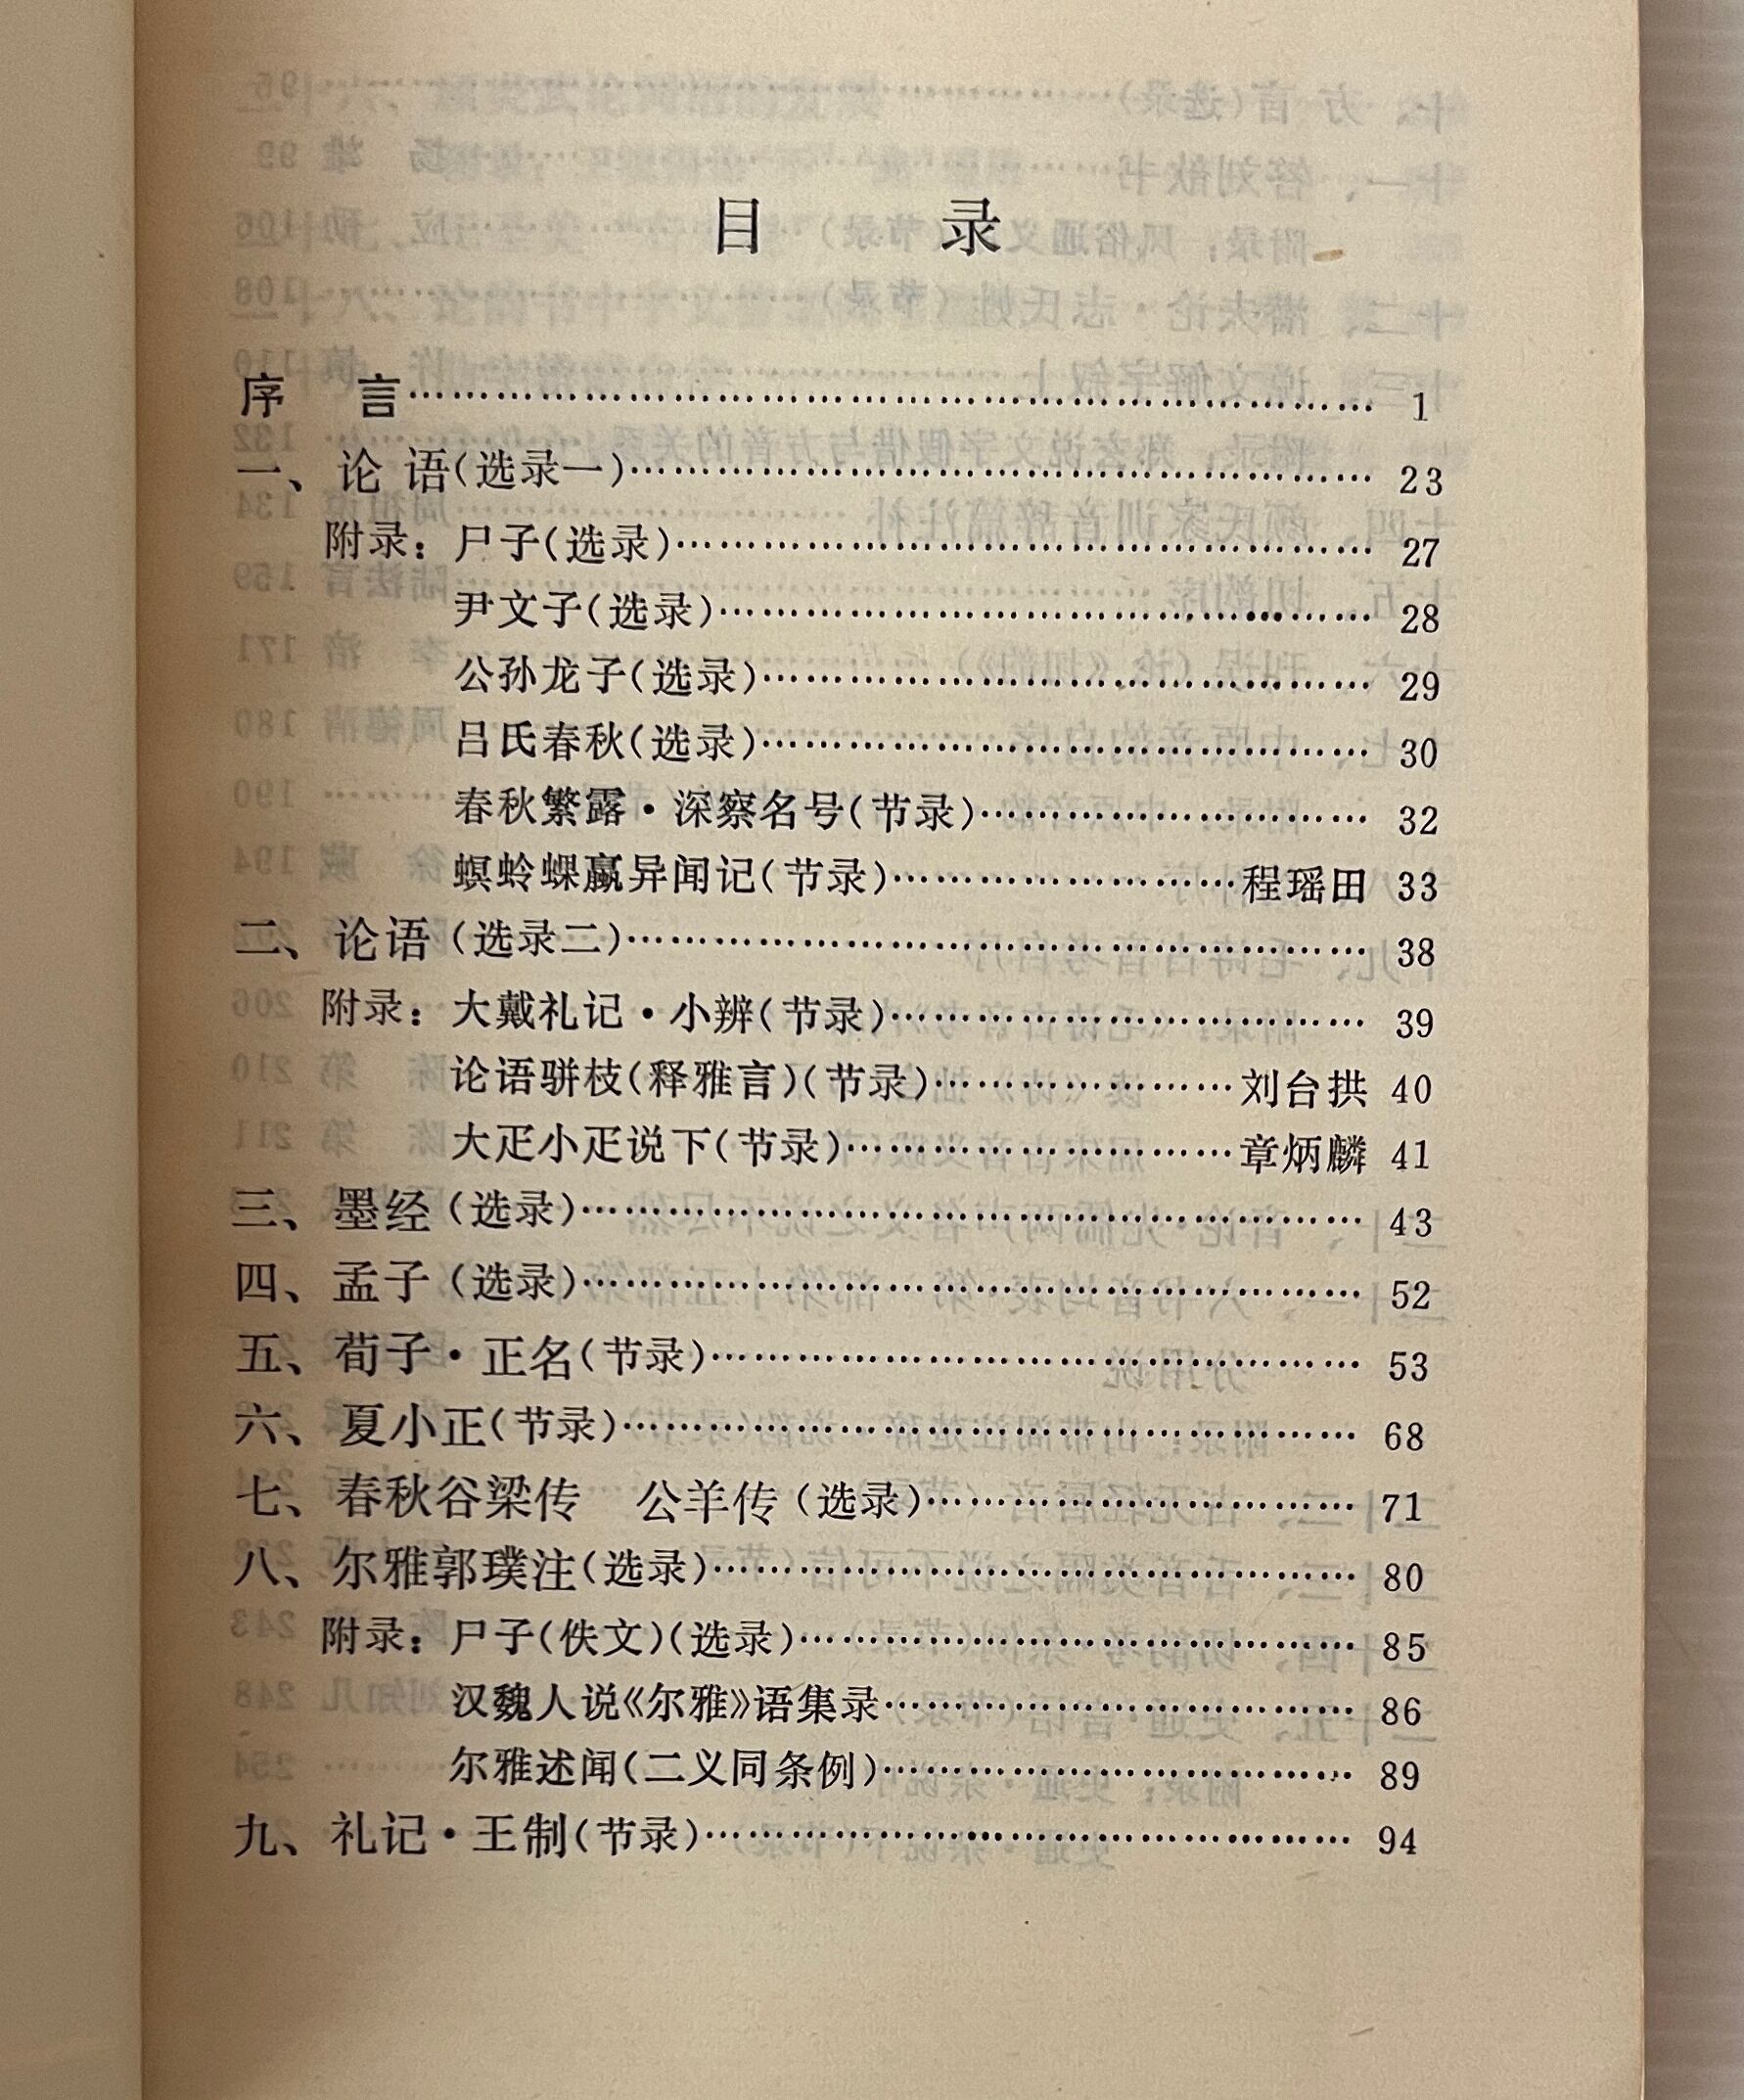 目 录
序 言…………………………………………………… 1
一、论 语(选录一)…………………………………………… 23
附录：尸子(选录)…………………………………………… 27
尹文子(选录)…………………………………………… 28
公孙龙子(选录)………………………………………… 29
吕氏春秋(选录)………………………………………… 30
春秋繁露·深察名号(节录)…………………………… 32
螟蛉蜾蠃异闻记(节录)……………………程瑶田 33
二、论语(选录二)…………………………………………… 38
附录：大戴礼记·小辨(节录)……………………………… 39
论语骈枝(释雅言)(节录)…………………刘台拱 40
大疋小疋说下(节录)………………………章炳麟 41
三、墨经(选录)……………………………………………… 43
四、孟子(选录)……………………………………………… 52
五、荀子·正名(节录)……………………………………… 53
六、夏小正(节录)…………………………………………… 68
七、春秋谷梁传 公羊传(选录)………………………… 71
八、尔雅郭璞注(选录)……………………………………… 80
附录：尸子(佚文)(选录)………………………………… 85
汉魏人说《尔雅》语集录……………………………… 86
尔雅述闻(二义同条例)……………………………… 89
九、礼记·王制(节录)……………………………………… 94